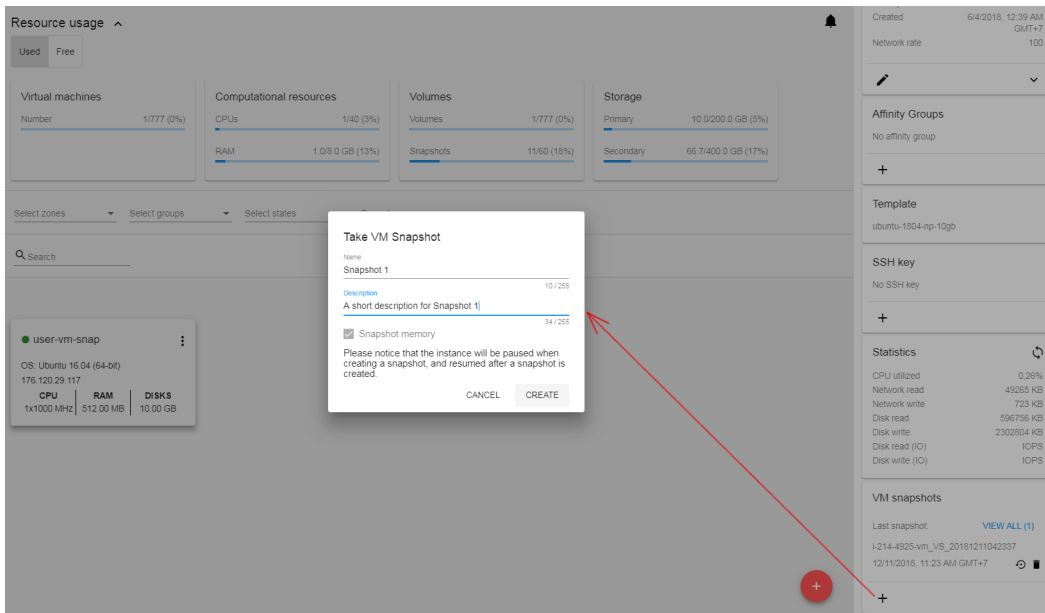 Resource usage
Used Free
Virtual machines
Number 1/777 (0%)
Computational resources
CPUs 1/40 (3%)
RAM 1.0/8.0 GB (13%)
Volumes
Volumes 1/777 (0%)
Snapshots 11/60 (18%)
Storage
Primary 10.0/200.0 GB (5%)
Secondary 66.7/400.0 GB (17%)
Select zones Select groups Select states
Search
user-vm-snap
OS: Ubuntu 16.04 (64-bit)
176.120.29.117
CPU RAM DISKS
1x1000 MHz 512.00 MB 10.00 GB
Take VM Snapshot
Name
Snapshot 1
10 / 255
Description
A short description for Snapshot 1
34 / 255
Snapshot memory
Please notice that the instance will be paused when
creating a snapshot, and resumed after a snapshot is
created.
CANCEL CREATE
Created 6/4/2018, 12:39 AM
GMT+7
Network rate 100
Affinity Groups
No affinity group
Template
ubuntu-1804-np-10gb
SSH key
No SSH key
Statistics
CPU utilized 0,26%
Network read 49265 KB
Network write 723 KB
Disk read 596756 KB
Disk write 2302804 KB
Disk read (IO) IOPS
Disk write (IO) IOPS
VM snapshots
Last snapshot: VIEW ALL (1)
i-214-4925-vm_VS_20181211042337
12/11/2018, 11:23 AM GMT+7